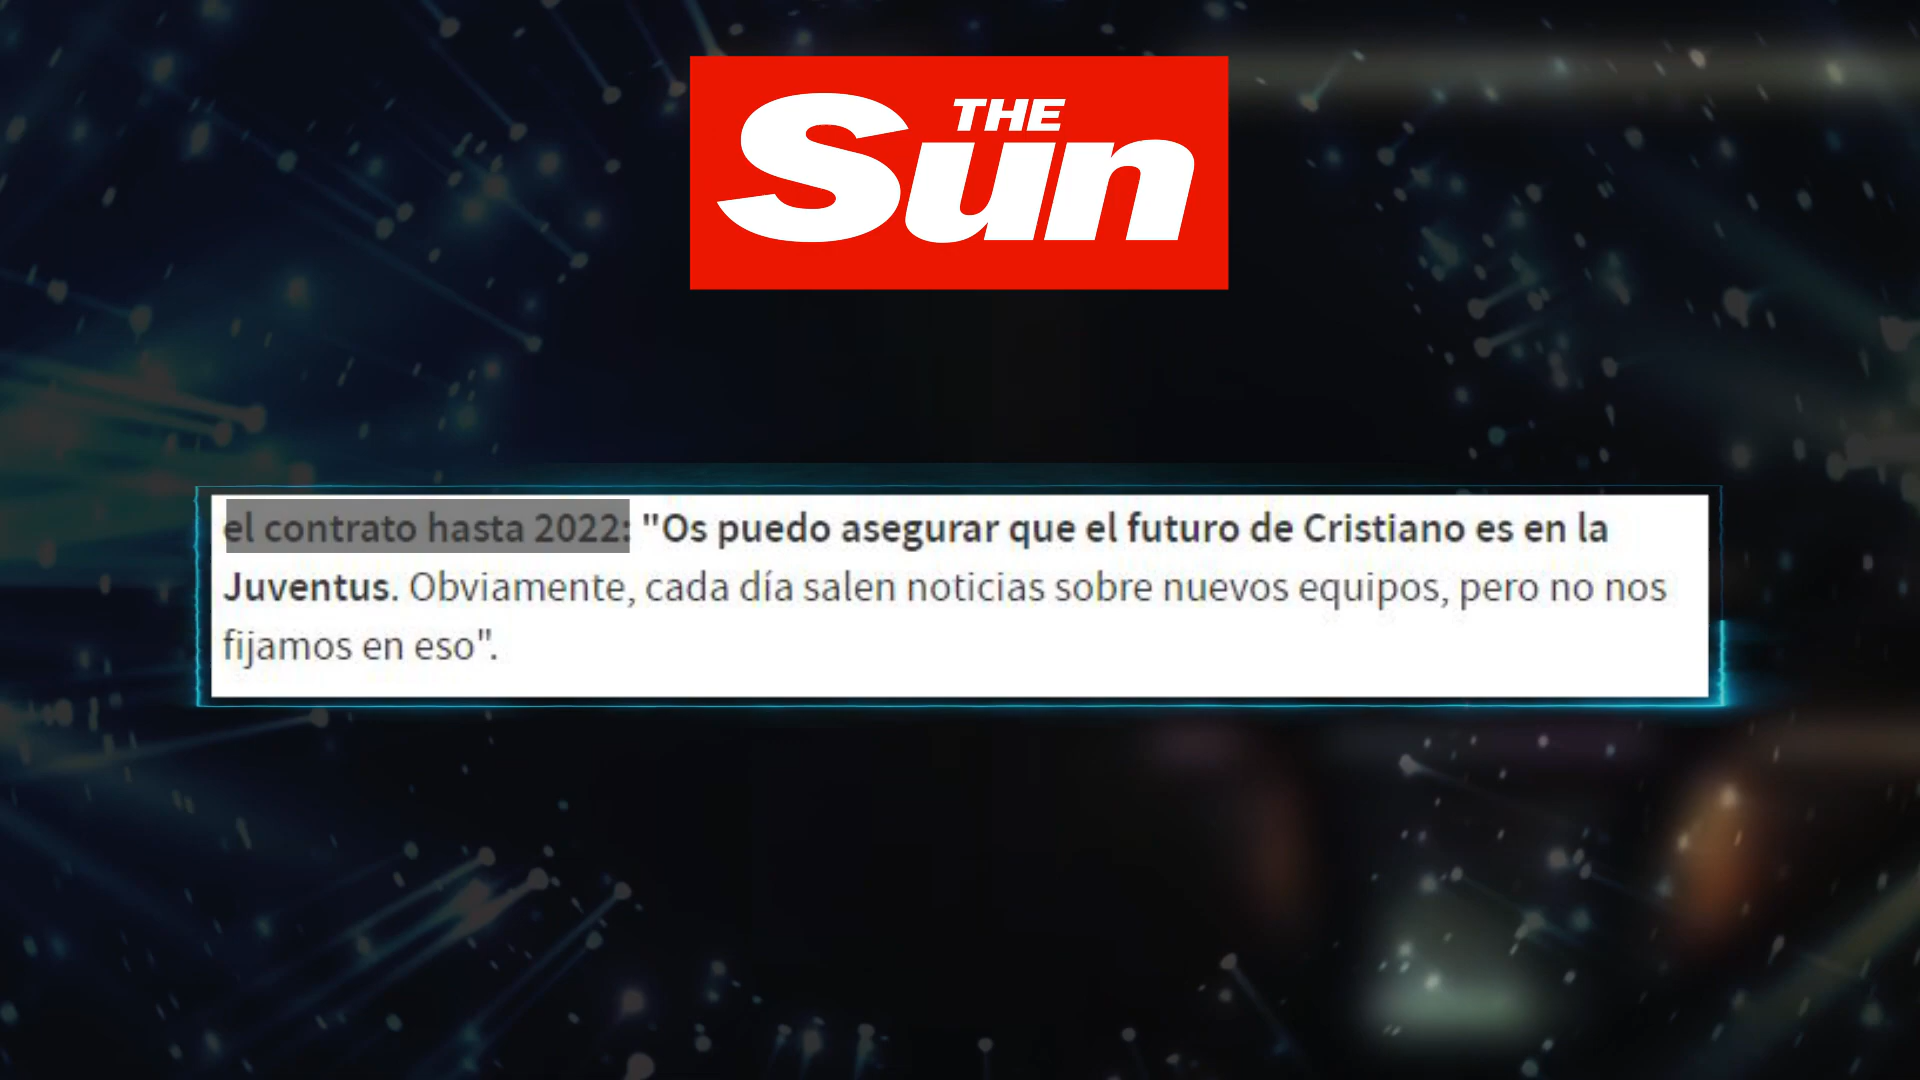 THE
Sun
el contrato hasta 2022: "Os puedo asegurar que el futuro de Cristiano es en la
Juventus. Obviamente, cada día salen noticias sobre nuevos equipos, pero no nos
fijamos en eso".